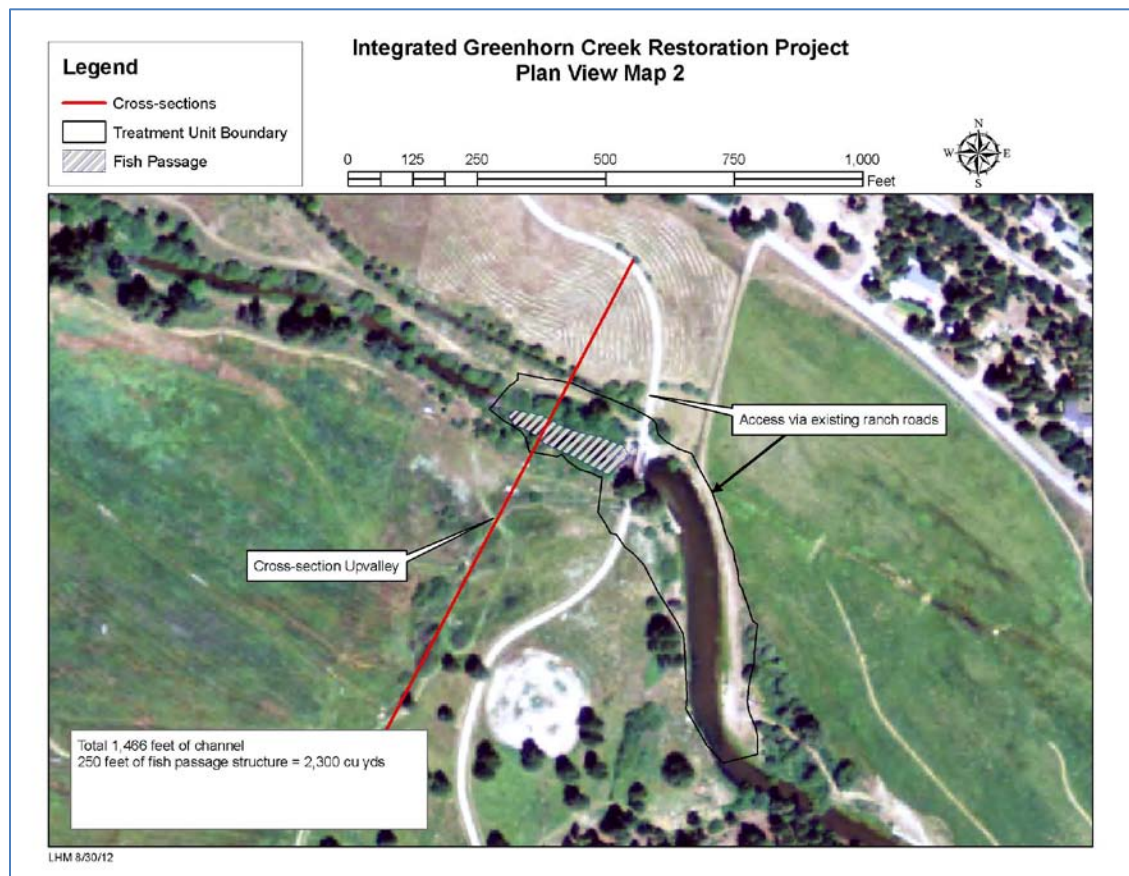 Integrated Greenhorn Creek Restoration Project
Plan View Map 2
Legend
Cross-sections
Treatment Unit Boundary
Fish Passage
0 125 250 500 750 1,000
Feet
N
W E
S
Access via existing ranch roads
Cross-section Upvalley
Total 1,466 feet of channel
250 feet of fish passage structure = 2,300 cu yds
LHM 8/30/12